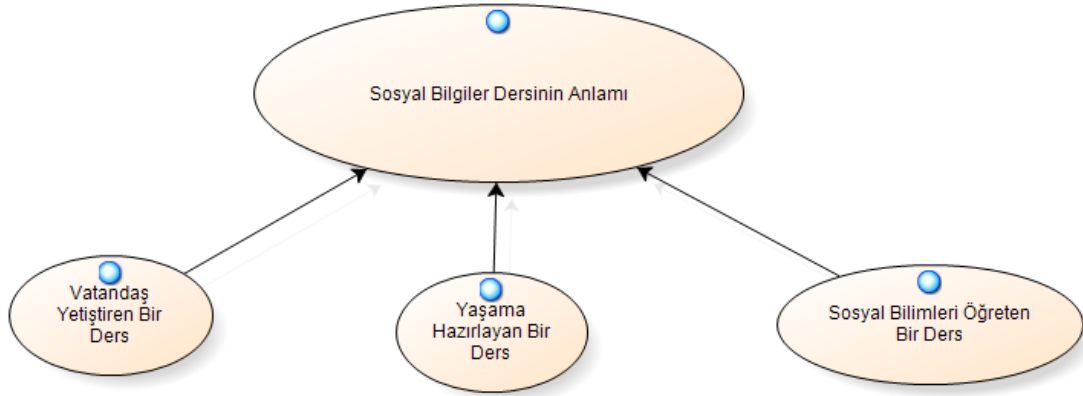 Sosyal Bilgiler Dersinin Anlamı
Vatandaş
Yetiştiren Bir
Ders
Yaşama
Hazırlayan Bir
Ders
Sosyal Bilimleri Öğreten
Bir Ders